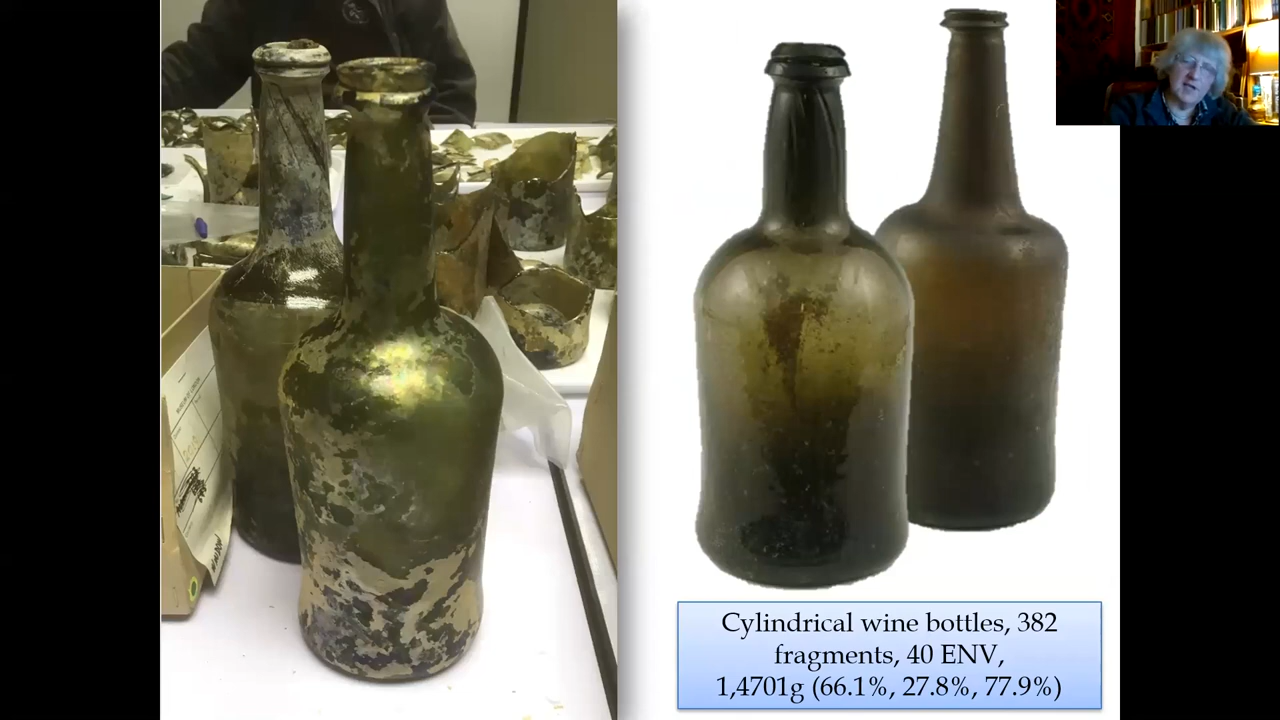 Cylindrical wine bottles, 382
fragments, 40 ENV,
1,4701g (66.1%, 27.8%, 77.9%)